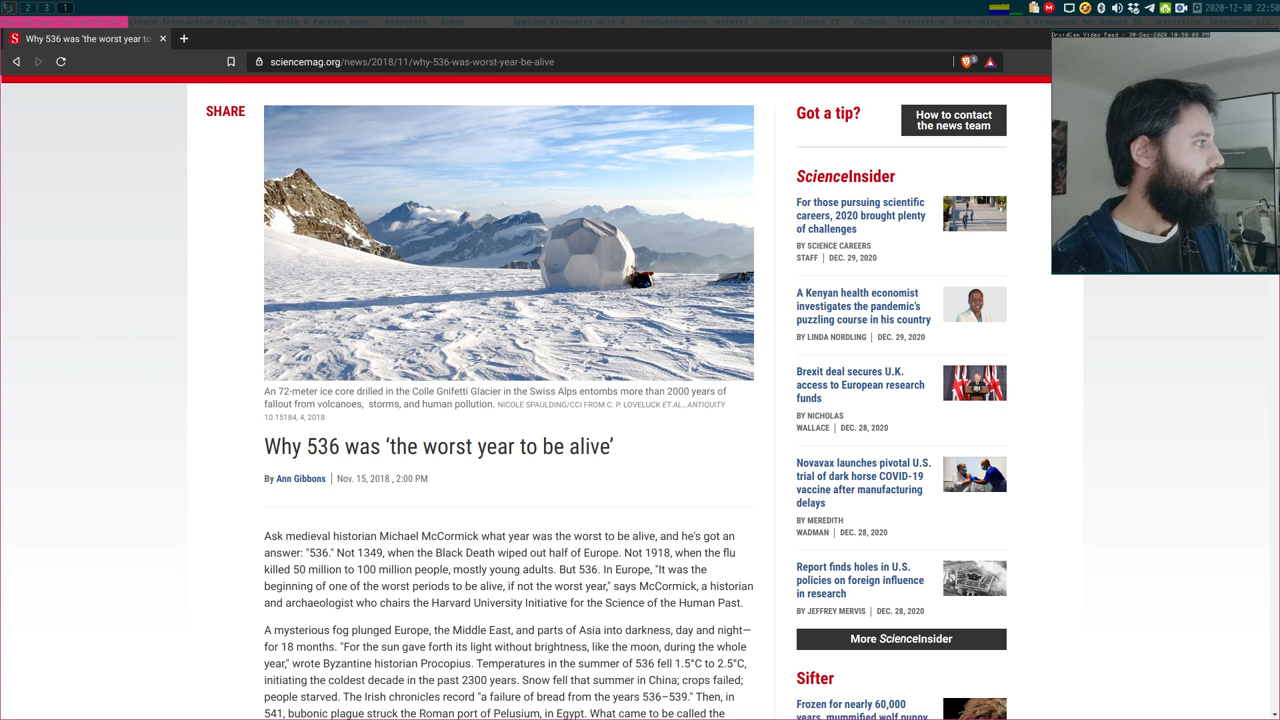 2 3 1
2020-12-30 22:50
DroidCam Video Feed - 30-Dec-2020 10:50:08 PM
Why 536 was 'the worst year to
sciencemag.org/news/2018/11/why-536-was-worst-year-be-alive
SHARE
An 72-meter ice core drilled in the Colle Gnifetti Glacier in the Swiss Alps entombs more than 2000 years of
fallout from volcanoes, storms, and human pollution. NICOLE SPAULDING/CCI FROM C. P. LOVELUCK ET AL., ANTIQUITY
10.15184, 4, 2018
Why 536 was ‘the worst year to be alive’
By Ann Gibbons | Nov. 15, 2018 , 2:00 PM
Ask medieval historian Michael McCormick what year was the worst to be alive, and he's got an
answer: "536." Not 1349, when the Black Death wiped out half of Europe. Not 1918, when the flu
killed 50 million to 100 million people, mostly young adults. But 536. In Europe, "It was the
beginning of one of the worst periods to be alive, if not the worst year," says McCormick, a historian
and archaeologist who chairs the Harvard University Initiative for the Science of the Human Past.
A mysterious fog plunged Europe, the Middle East, and parts of Asia into darkness, day and night—
for 18 months. "For the sun gave forth its light without brightness, like the moon, during the whole
year," wrote Byzantine historian Procopius. Temperatures in the summer of 536 fell 1.5°C to 2.5°C,
initiating the coldest decade in the past 2300 years. Snow fell that summer in China; crops failed;
people starved. The Irish chronicles record "a failure of bread from the years 536–539." Then, in
541, bubonic plague struck the Roman port of Pelusium, in Egypt. What came to be called the
Got a tip?
How to contact
the news team
ScienceInsider
For those pursuing scientific
careers, 2020 brought plenty
of challenges
BY SCIENCE CAREERS
STAFF | DEC. 29, 2020
A Kenyan health economist
investigates the pandemic's
puzzling course in his country
BY LINDA NORDLING | DEC. 29, 2020
Brexit deal secures U.K.
access to European research
funds
BY NICHOLAS
WALLACE | DEC. 28, 2020
Novavax launches pivotal U.S.
trial of dark horse COVID-19
vaccine after manufacturing
delays
BY MEREDITH
WADMAN | DEC. 28, 2020
Report finds holes in U.S.
policies on foreign influence
in research
BY JEFFREY MERVIS | DEC. 28, 2020
More ScienceInsider
Sifter
Frozen for nearly 60,000
years, mummified wolf puppy